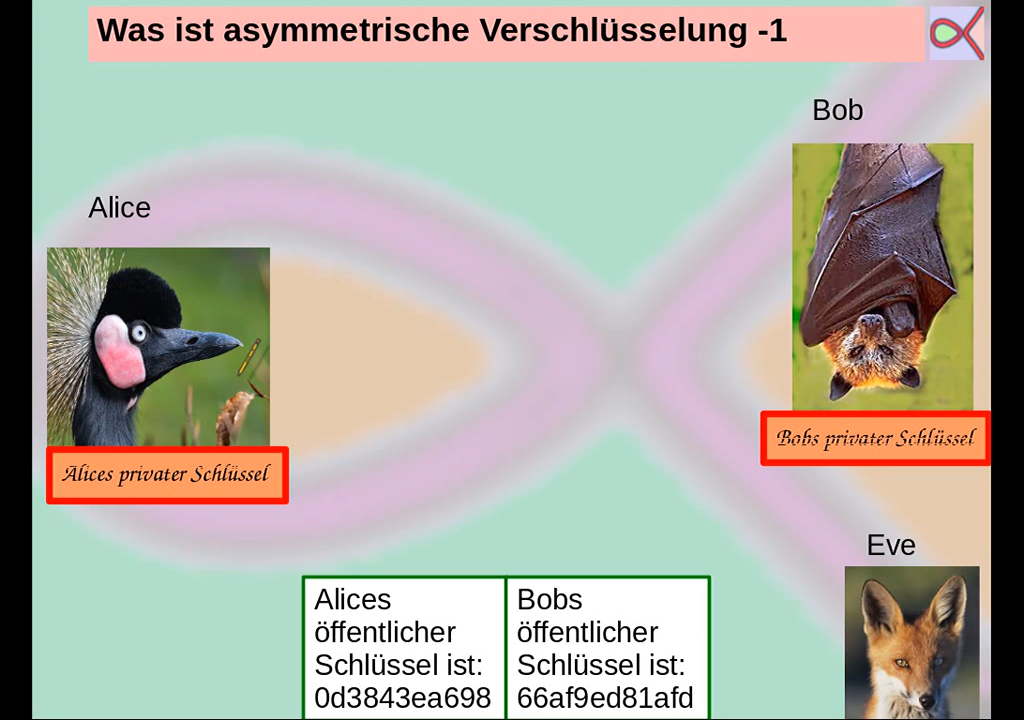 Was ist asymmetrische Verschlüsselung -1
Bob
Alice
Bobs privater Schlüssel
Alices privater Schlüssel
Eve
Alices
öffentlicher
Schlüssel ist:
0d3843ea698
Bobs
öffentlicher
Schlüssel ist:
66af9ed81afd